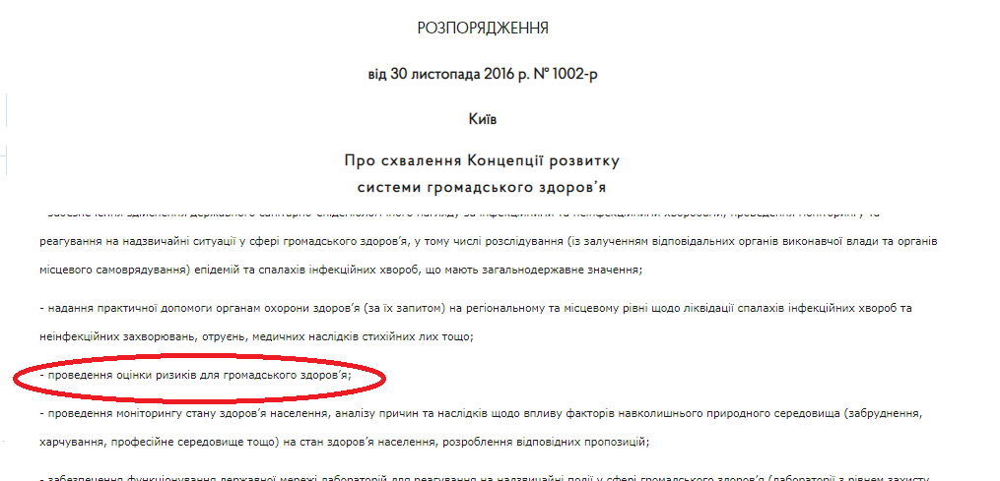 РОЗПОРЯДЖЕННЯ
від 30 листопада 2016 р. № 1002-р
Київ
Про схвалення Концепції розвитку
системи громадського здоров’я
- забезпечення здійснення державного санітарно-епідеміологічного нагляду за інфекційними та неінфекційними хворобами, проведення моніторингу та
реагування на надзвичайні ситуації у сфері громадського здоров’я, у тому числі розслідування (із залученням відповідальних органів виконавчої влади та органів
місцевого самоврядування) епідемій та спалахів інфекційних хвороб, що мають загальнодержавне значення;
- надання практичної допомоги органам охорони здоров’я (за їх запитом) на регіональному та місцевому рівні щодо ліквідації спалахів інфекційних хвороб та
неінфекційних захворювань, отруєнь, медичних наслідків стихійних лих тощо;
- проведення оцінки ризиків для громадського здоров’я;
- проведення моніторингу стану здоров’я населення, аналізу причин та наслідків щодо впливу факторів навколишнього природного середовища (забруднення,
харчування, професійне середовище тощо) на стан здоров’я населення, розроблення відповідних пропозицій;
- забезпечення функціонування державної мережі лабораторій для реагування на надзвичайні події у сфері громадського здоров’я (лабораторії з рівнем захисту